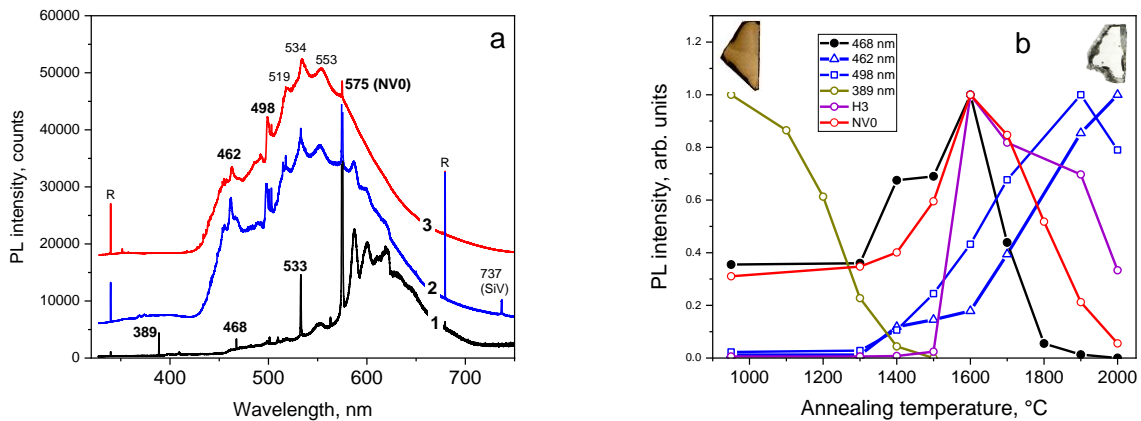 a
60000
50000
40000
30000
20000
10000
0
PL intensity, counts
400
500
600
700
Wavelength, nm
534
519
553
498
575 (NV0)
462
R
R
3
533
2
737
(SiV)
389
468
1
b
468 nm
462 nm
498 nm
389 nm
H3
NV0
1.2
1.0
0.8
0.6
0.4
0.2
0.0
PL intensity, arb. units
1000
1200
1400
1600
1800
2000
Annealing temperature, °C